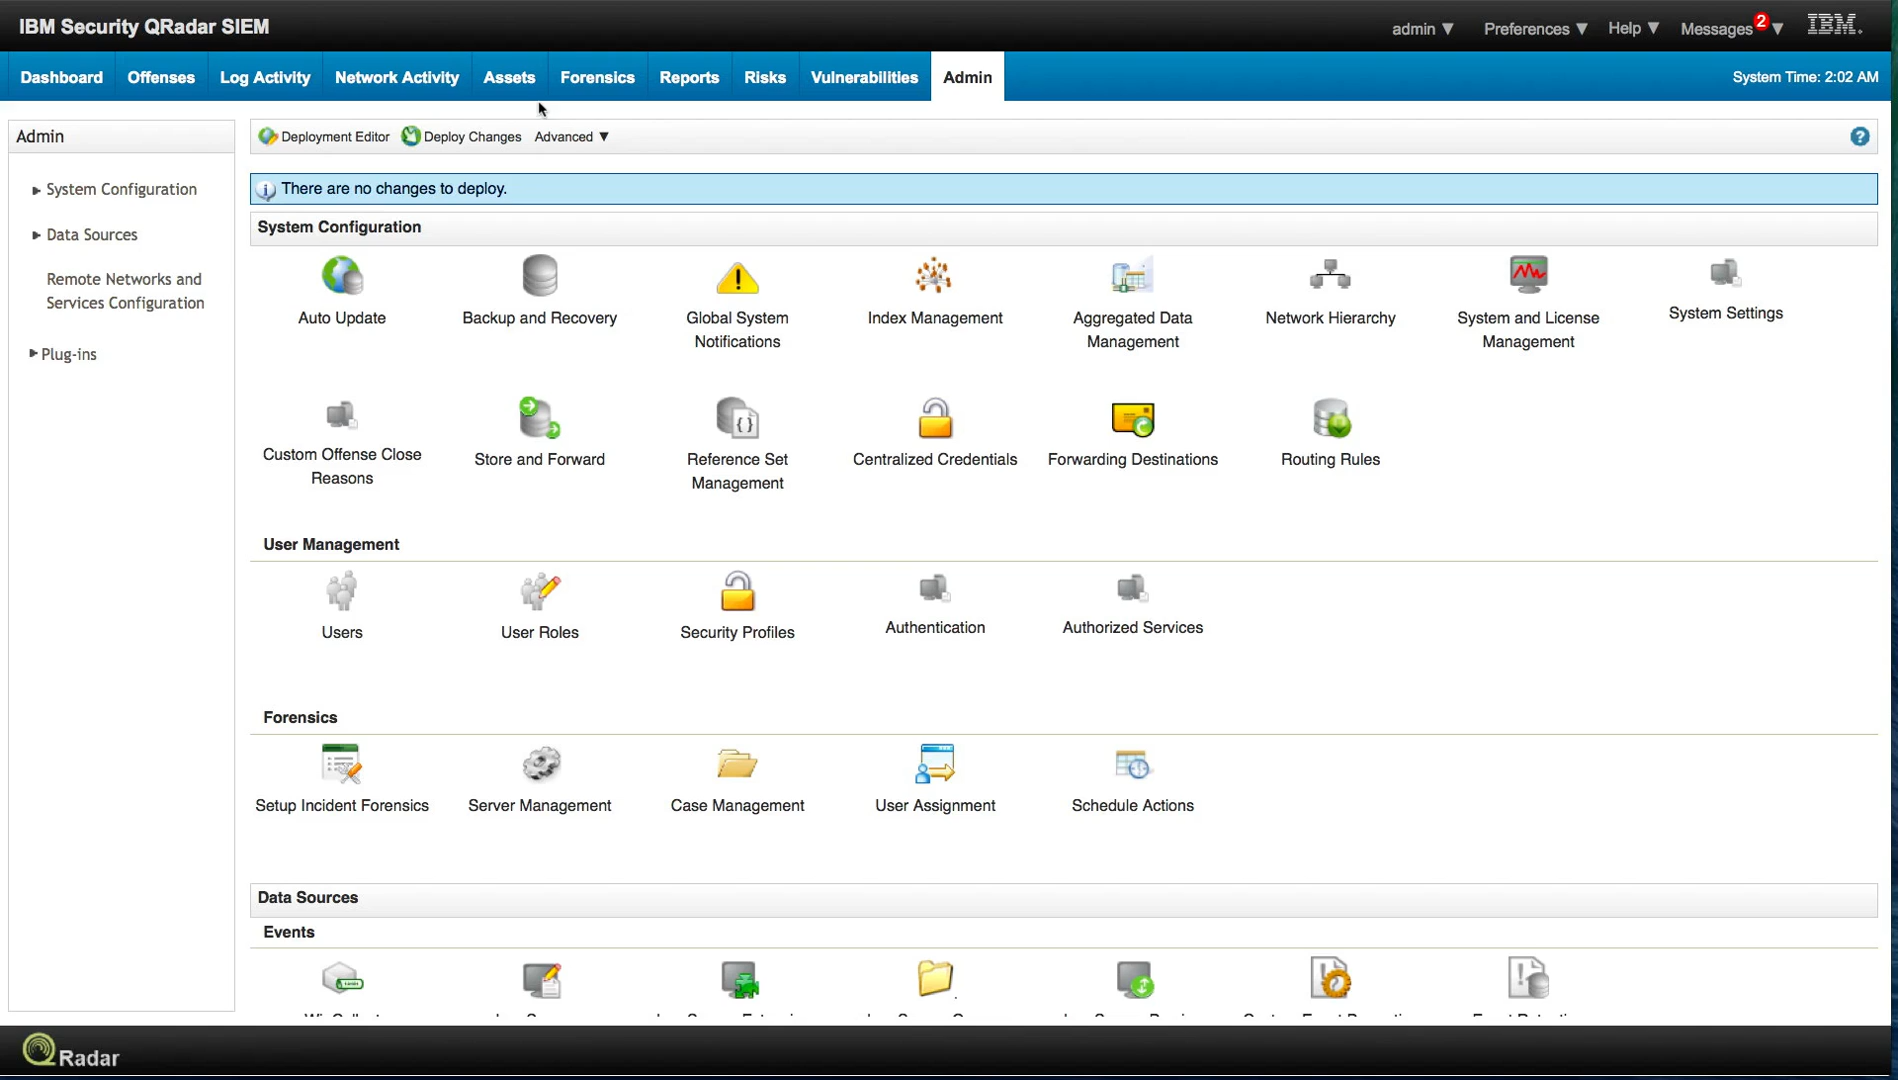 IBM Security QRadar SIEM
admin ▼ Preferences ▼ Help ▼ Messages 2 ▼ IBM.
Dashboard Offenses Log Activity Network Activity Assets Forensics Reports Risks Vulnerabilities Admin System Time: 2:02 AM
Admin
System Configuration
Data Sources
Remote Networks and
Services Configuration
Plug-ins
Deployment Editor Deploy Changes Advanced ▼ ?
There are no changes to deploy.
System Configuration
Auto Update
Backup and Recovery
Global System
Notifications
Index Management
Aggregated Data
Management
Network Hierarchy
System and License
Management
System Settings
Custom Offense Close
Reasons
Store and Forward
Reference Set
Management
Centralized Credentials
Forwarding Destinations
Routing Rules
User Management
Users
User Roles
Security Profiles
Authentication
Authorized Services
Forensics
Setup Incident Forensics
Server Management
Case Management
User Assignment
Schedule Actions
Data Sources
Events
QRadar